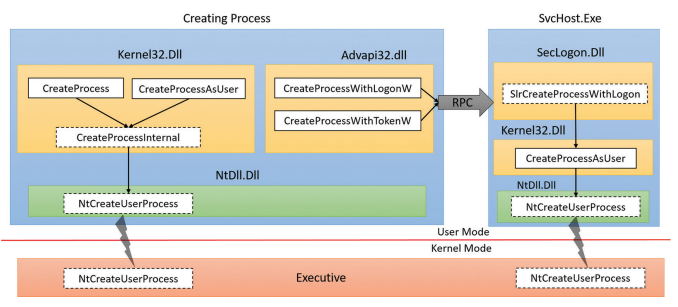 Creating Process
SvcHost.Exe
Kernel32.Dll
Advapi32.dll
SecLogon.Dll
CreateProcess
CreateProcessAsUser
CreateProcessWithLogonW
RPC
SlrCreateProcessWithLogon
CreateProcessWithTokenW
Kernel32.Dll
CreateProcessInternal
CreateProcessAsUser
NtDll.Dll
NtDll.Dll
NtCreateUserProcess
NtCreateUserProcess
User Mode
Kernel Mode
NtCreateUserProcess
Executive
NtCreateUserProcess